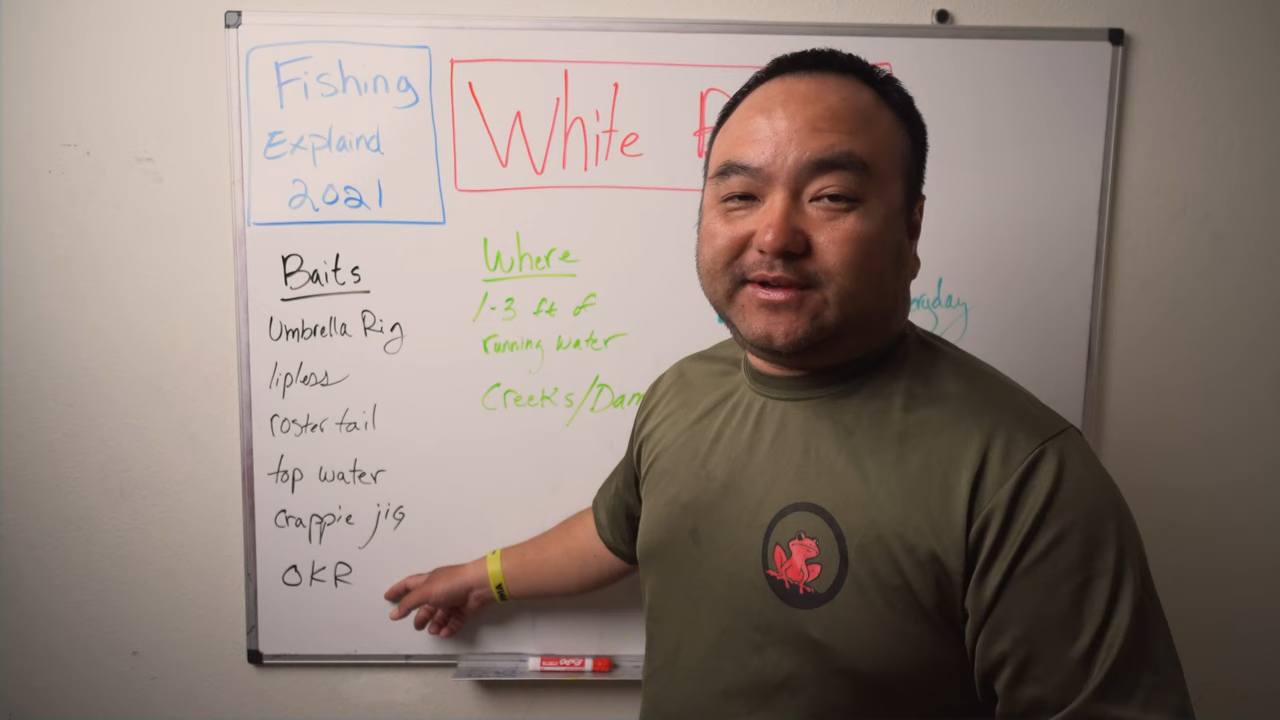 Fishing
Explaind
2021
White
Baits
Umbrella Rig
lipless
roster tail
top water
crappie jig
OKR
Where
1-3 ft of
running water
Creeks/Dam
Expo